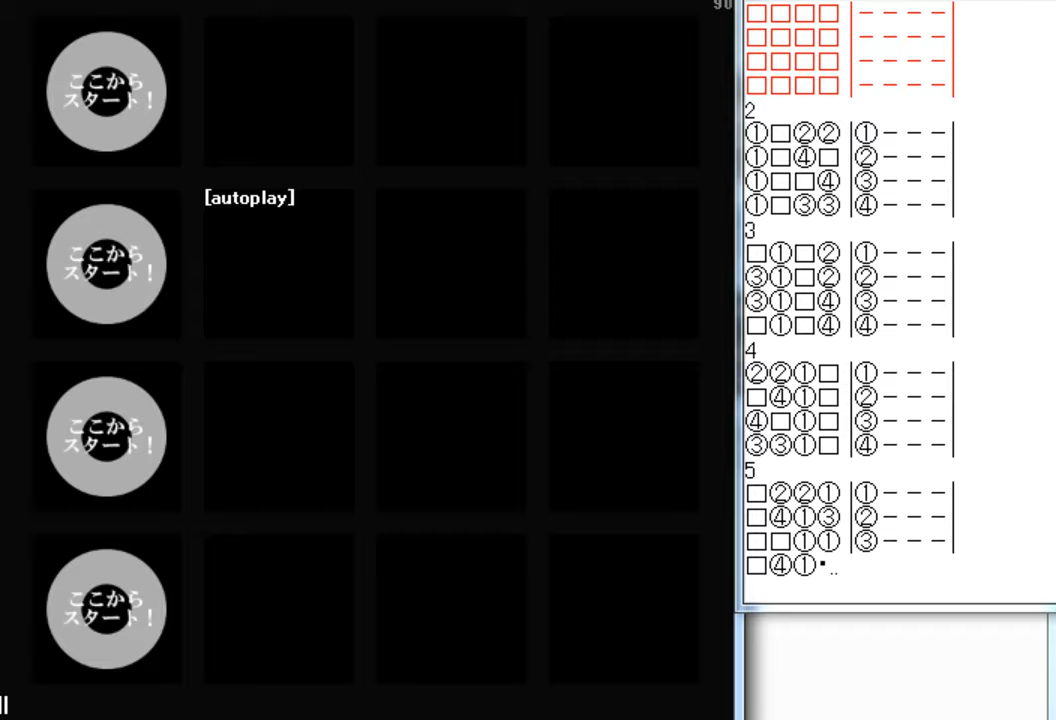 90
ここから
スタート！
[autoplay]
ここから
スタート！
ここから
スタート！
ここから
スタート！
□□□□ |－－－－|
□□□□ |－－－－|
□□□□ |－－－－|
□□□□ |－－－－|
2
①□②② |①－－－|
①□④□ |②－－－|
①□□④ |③－－－|
①□③③ |④－－－|
3
□①□② |①－－－|
③①□② |②－－－|
③①□④ |③－－－|
□①□④ |④－－－|
4
②②①□ |①－－－|
□④①□ |②－－－|
④□①□ |③－－－|
③③①□ |④－－－|
5
□②②① |①－－－|
□④①③ |②－－－|
□□①① |③－－－|
□④①・..